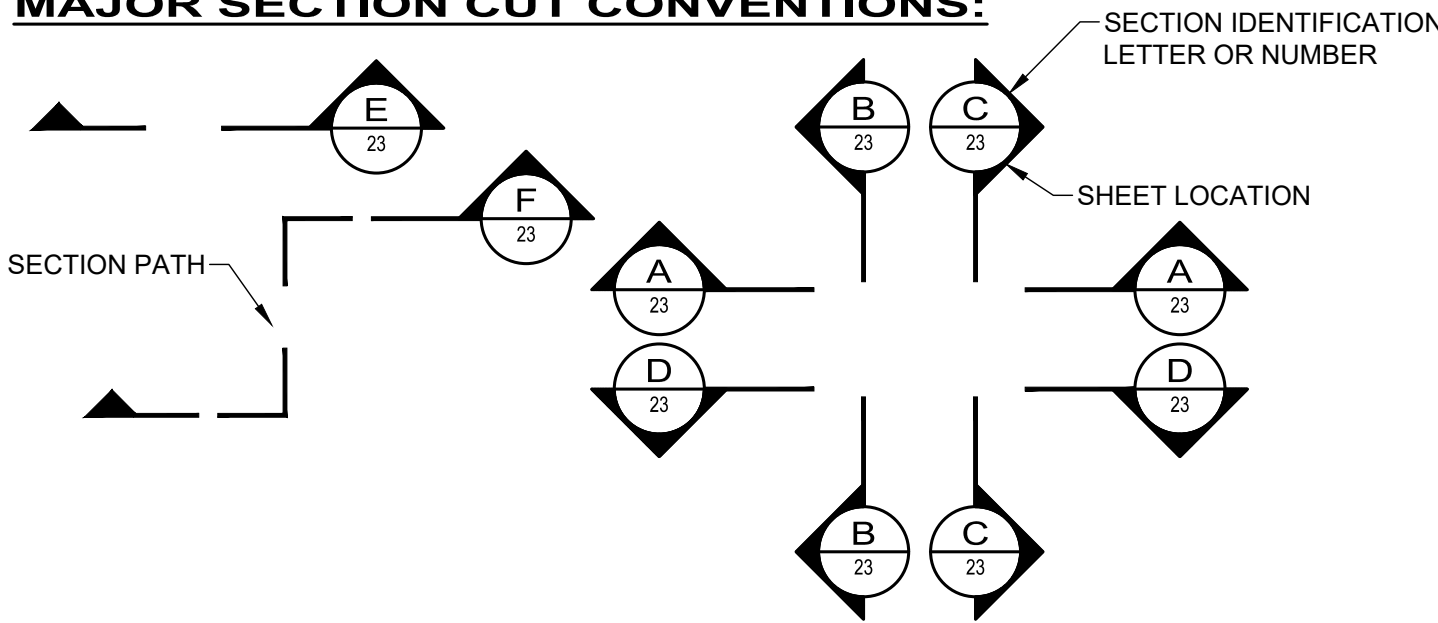 MAJOR SECTION CUT CONVENTIONS:
SECTION IDENTIFICATION
LETTER OR NUMBER
E
23
B
23
C
23
SHEET LOCATION
F
23
SECTION PATH
A
23
A
23
D
23
D
23
B
23
C
23